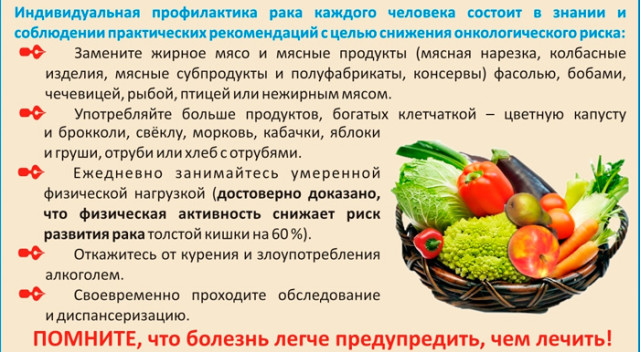 Индивидуальная профилактика рака каждого человека состоит в знании и
соблюдении практических рекомендаций с целью снижения онкологического риска:
Замените жирное мясо и мясные продукты (мясная нарезка, колбасные
изделия, мясные субпродукты и полуфабрикаты, консервы) фасолью, бобами,
чечевицей, рыбой, птицей или нежирным мясом.
Употребляйте больше продуктов, богатых клетчаткой – цветную капусту
и брокколи, свёклу, морковь, кабачки, яблоки
и груши, отруби или хлеб с отрубями.
Ежедневно занимайтесь умеренной
физической нагрузкой (достоверно доказано,
что физическая активность снижает риск
развития рака толстой кишки на 60 %).
Откажитесь от курения и злоупотребления
алкоголем.
Своевременно проходите обследование
и диспансеризацию.
ПОМНИТЕ, что болезнь легче предупредить, чем лечить!